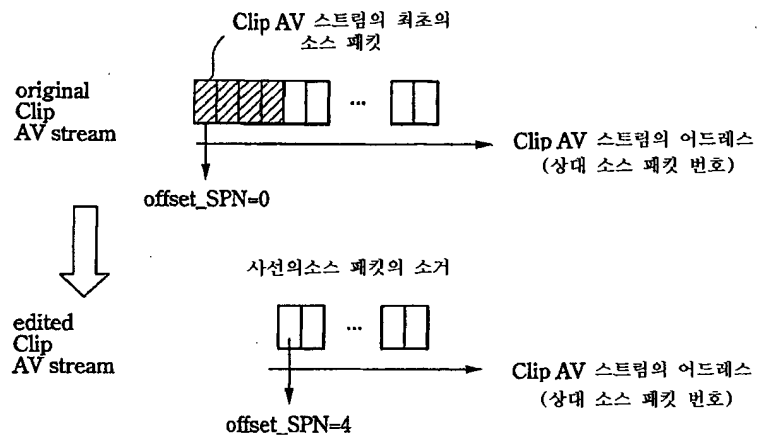 Clip AV 스트림의 최초의
소스 패킷
original
Clip
AV stream
...
Clip AV 스트림의 어드레스
(상대 소스 패킷 번호)
offset_SPN=0
사선의소스 패킷의 소거
edited
Clip
AV stream
...
Clip AV 스트림의 어드레스
(상대 소스 패킷 번호)
offset_SPN=4